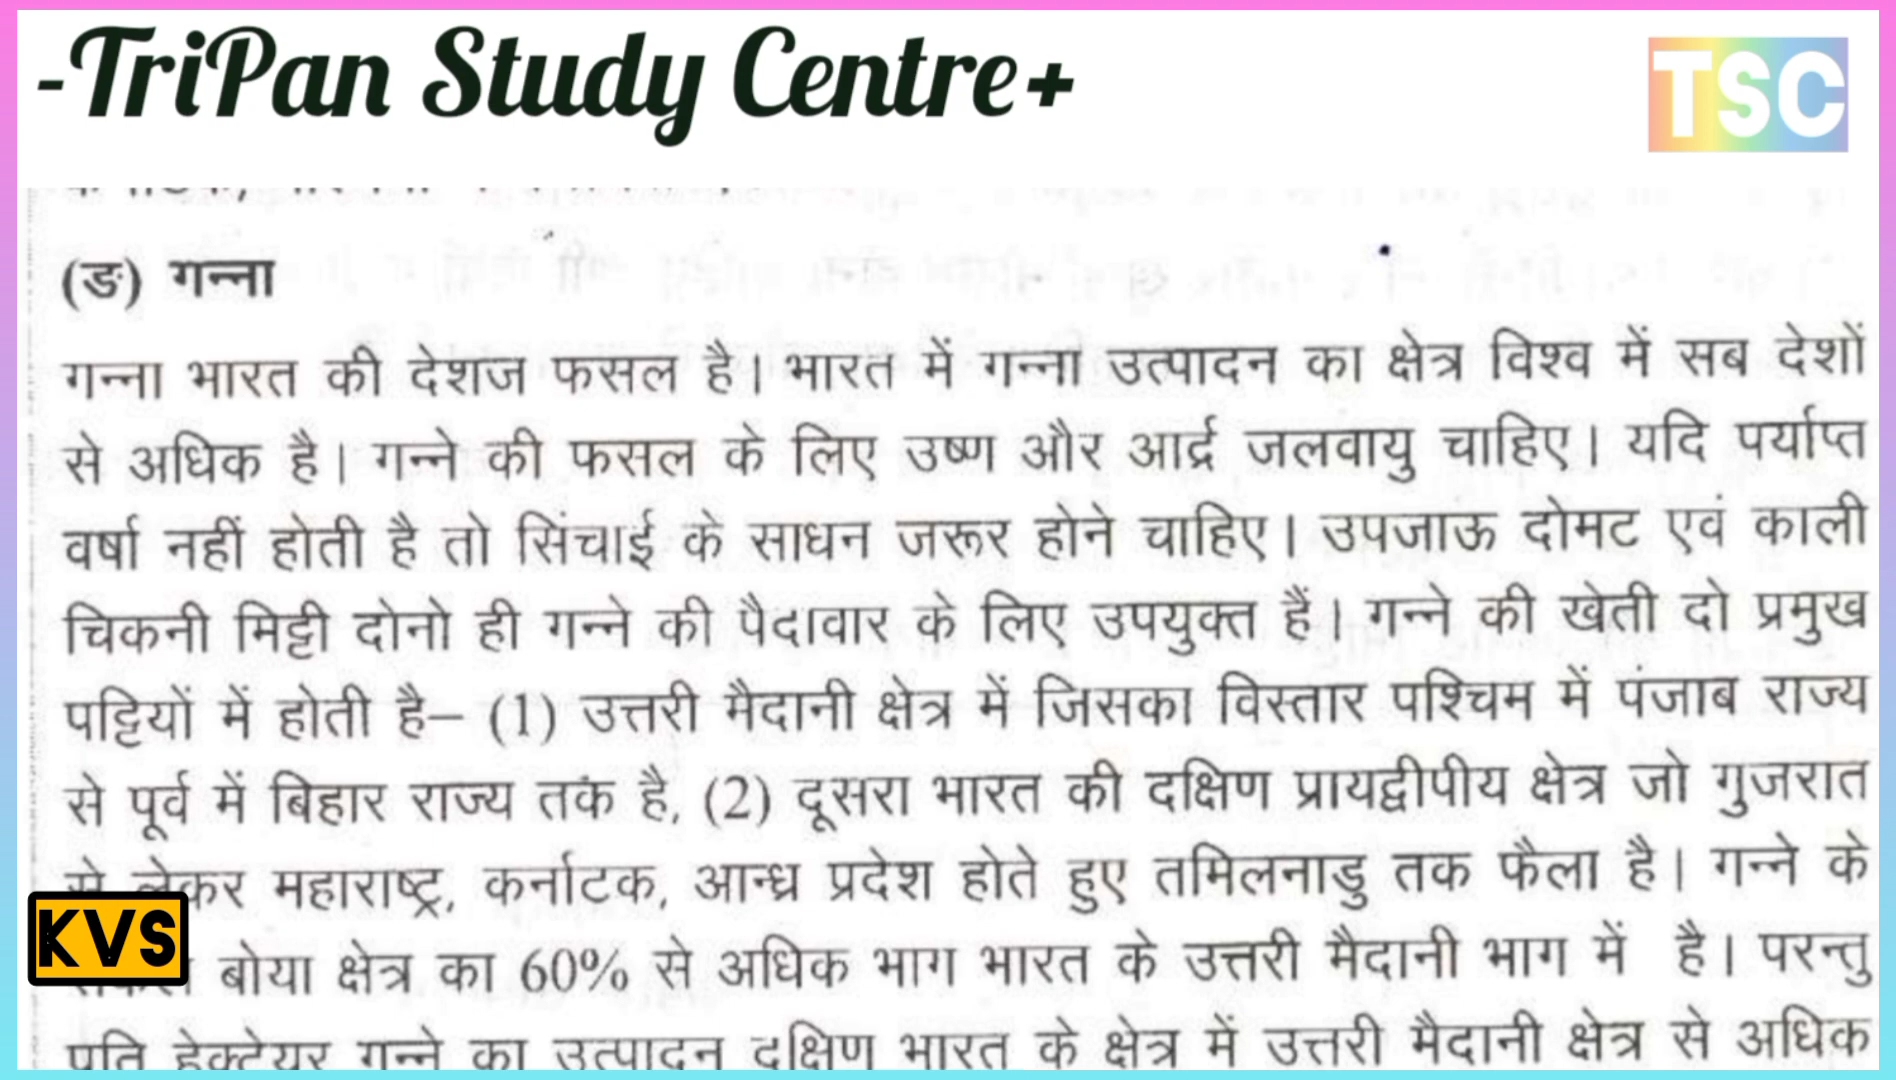 -TriPan Study Centre+
TSC
(ङ) गन्ना
गन्ना भारत की देशज फसल है। भारत में गन्ना उत्पादन का क्षेत्र विश्व में सब देशों
से अधिक है। गन्ने की फसल के लिए उष्ण और आर्द्र जलवायु चाहिए। यदि पर्याप्त
वर्षा नहीं होती है तो सिंचाई के साधन जरूर होने चाहिए। उपजाऊ दोमट एवं काली
चिकनी मिट्टी दोनो ही गन्ने की पैदावार के लिए उपयुक्त हैं। गन्ने की खेती दो प्रमुख
पट्टियों में होती है– (1) उत्तरी मैदानी क्षेत्र में जिसका विस्तार पश्चिम में पंजाब राज्य
से पूर्व में बिहार राज्य तक है, (2) दूसरा भारत की दक्षिण प्रायद्वीपीय क्षेत्र जो गुजरात
से लेकर महाराष्ट्र, कर्नाटक, आन्ध्र प्रदेश होते हुए तमिलनाडु तक फैला है। गन्ने के
KVS
बोया क्षेत्र का 60% से अधिक भाग भारत के उत्तरी मैदानी भाग में है। परन्तु
प्रति हेक्टेयर गन्ने का उत्पादन दक्षिण भारत के क्षेत्र में उत्तरी मैदानी क्षेत्र से अधिक